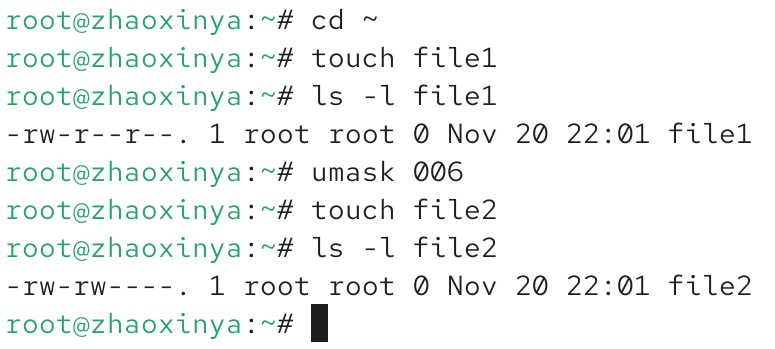 root@zhaoxinya:~# cd ~
root@zhaoxinya:~# touch file1
root@zhaoxinya:~# ls -l file1
-rw-r--r--. 1 root root 0 Nov 20 22:01 file1
root@zhaoxinya:~# umask 006
root@zhaoxinya:~# touch file2
root@zhaoxinya:~# ls -l file2
-rw-rw----. 1 root root 0 Nov 20 22:01 file2
root@zhaoxinya:~#